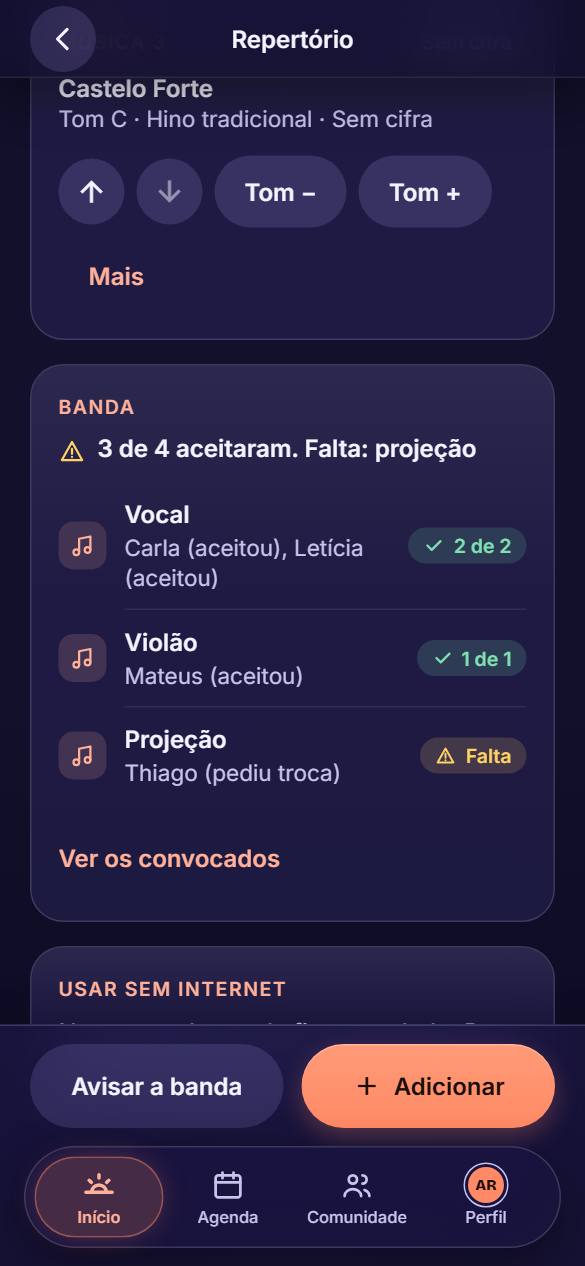 Repertório
Castelo Forte
Tom C · Hino tradicional · Sem cifra
Tom −
Tom +
Mais
BANDA
3 de 4 aceitaram. Falta: projeção
Vocal
Carla (aceitou), Letícia
(aceitou)
2 de 2
Violão
Mateus (aceitou)
1 de 1
Projeção
Thiago (pediu troca)
Falta
Ver os convocados
USAR SEM INTERNET
Avisar a banda
+ Adicionar
Início
Agenda
Comunidade
AR
Perfil